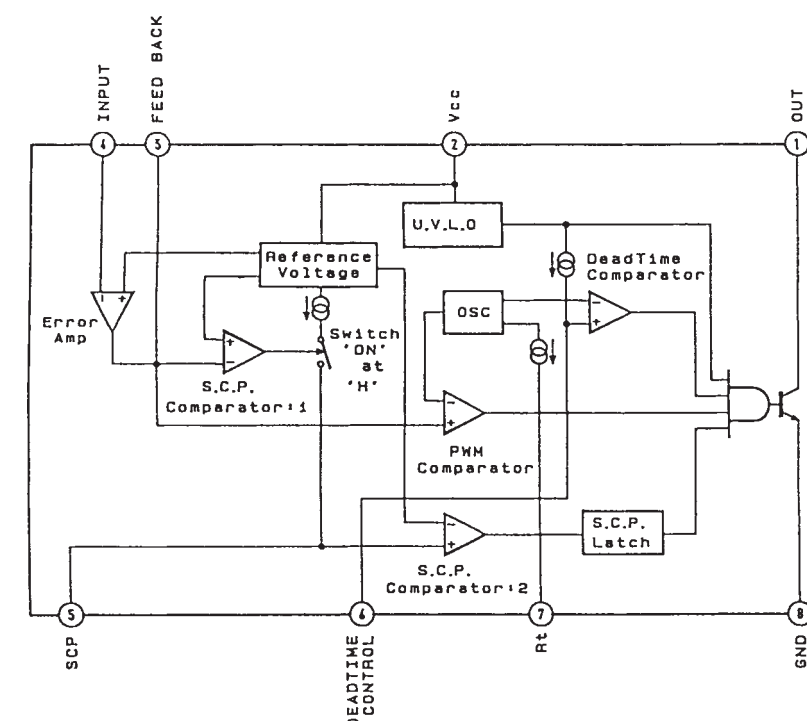 INPUT
FEED BACK
Vcc
OUT
4
3
2
1
U.V.L.O
Reference
Voltage
DeadTime
Comparator
- +
Error
Amp
OSC
-
+
+
-
Switch
"ON"
at
"H"
S.C.P.
Comparator:1
-
+
PWM
Comparator
-
+
S.C.P.
Latch
S.C.P.
Comparator:2
5
6
7
8
SCP
DEADTIME
CONTROL
Rt
GND